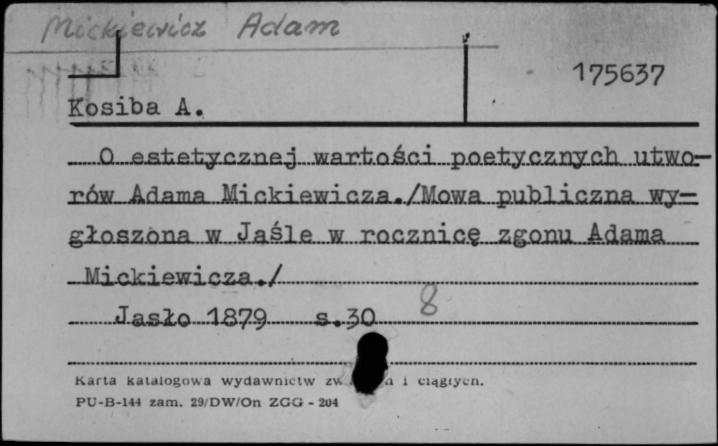 Mickiewicz Adam
175637
Kosiba A.
O estetycznej wartości poetycznych utwo-
rów Adama Mickiewicza./Mowa publiczna wy-
głoszona w Jaśle w rocznicę zgonu Adama
Mickiewicza./
Jasło 1879 s.30 8
Karta katalogowa wydawnictw i ciągłych.
PU-B-144 zam. 29/DW/On ZGG - 204